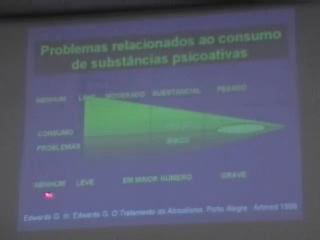 Problemas relacionados ao consumo
de substâncias psicoativas
NENHUM LEVE MODERADO SUBSTANCIAL PESADO
CONSUMO
PROBLEMAS
RISCO
NENHUM LEVE EM MAIOR NÚMERO GRAVE
Edwards G. In: Edwards G. O Tratamento do Alcoolismo. Porto Alegre : Artmed 1999